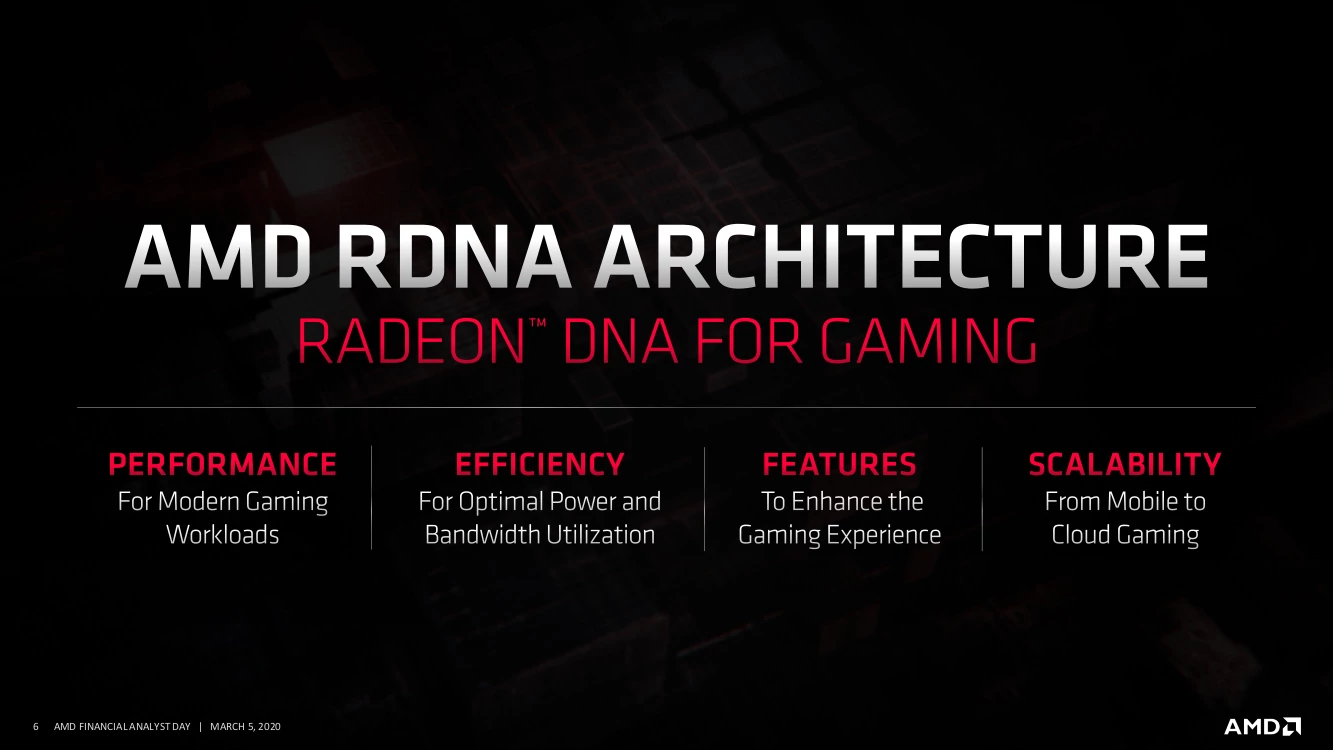 AMD RDNA ARCHITECTURE
RADEON™ DNA FOR GAMING
PERFORMANCE
For Modern Gaming
Workloads
EFFICIENCY
For Optimal Power and
Bandwidth Utilization
FEATURES
To Enhance the
Gaming Experience
SCALABILITY
From Mobile to
Cloud Gaming
6 AMD FINANCIAL ANALYST DAY | MARCH 5, 2020
AMD